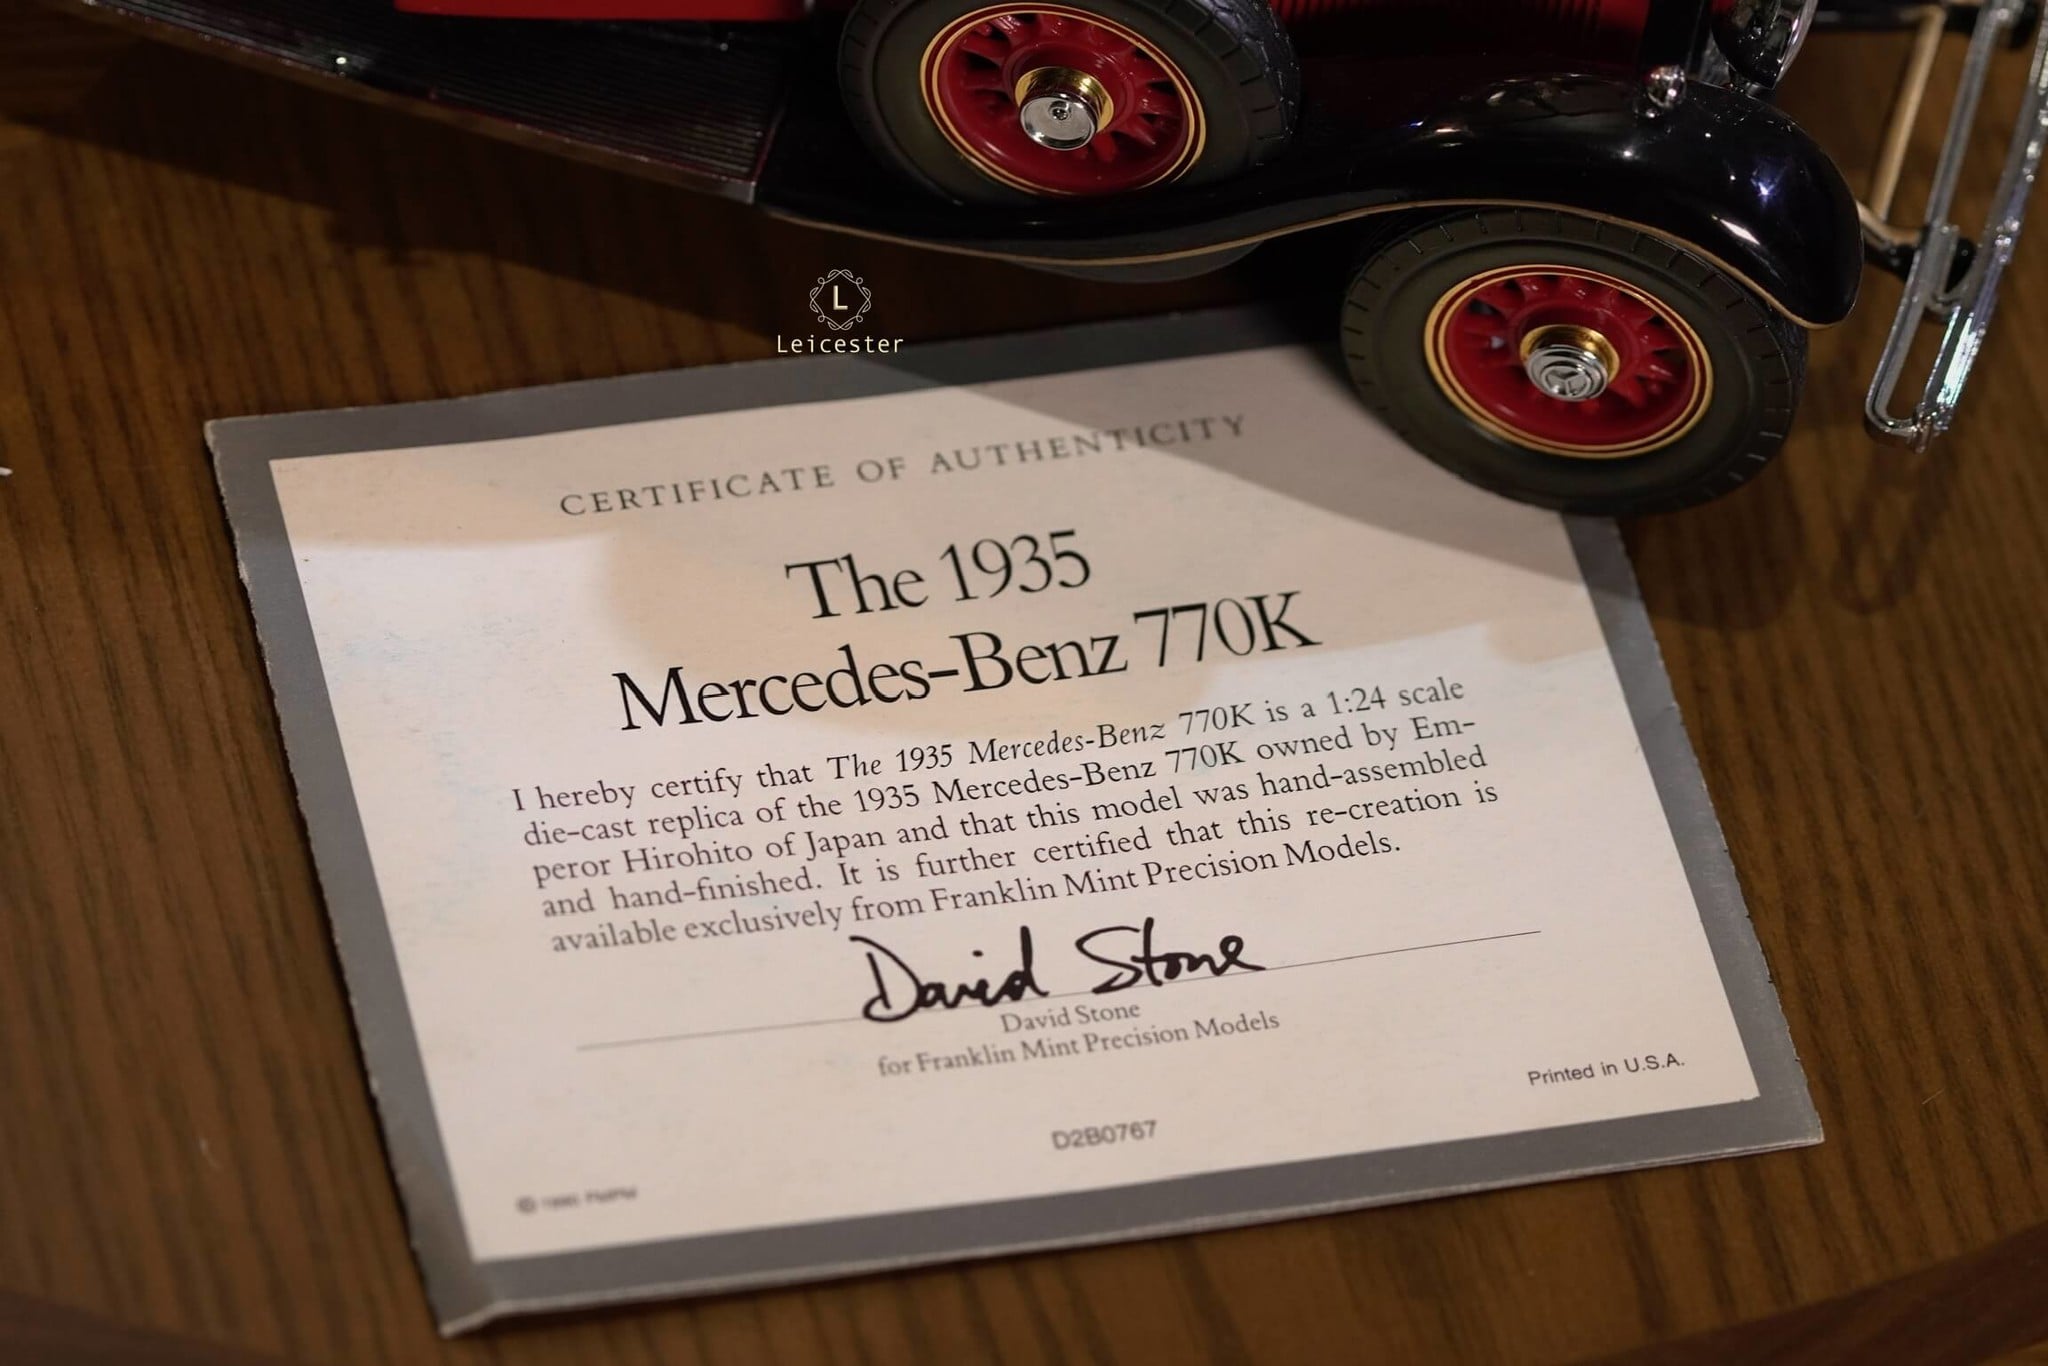 L
Leicester
CERTIFICATE OF AUTHENTICITY
The 1935
Mercedes-Benz 770K
I hereby certify that The 1935 Mercedes-Benz 770K is a 1:24 scale
die-cast replica of the 1935 Mercedes-Benz 770K owned by Em-
peror Hirohito of Japan and that this model was hand-assembled
and hand-finished. It is further certified that this re-creation is
available exclusively from Franklin Mint Precision Models.
David Stone
David Stone
for Franklin Mint Precision Models
Printed in U.S.A.
D2B0767
©